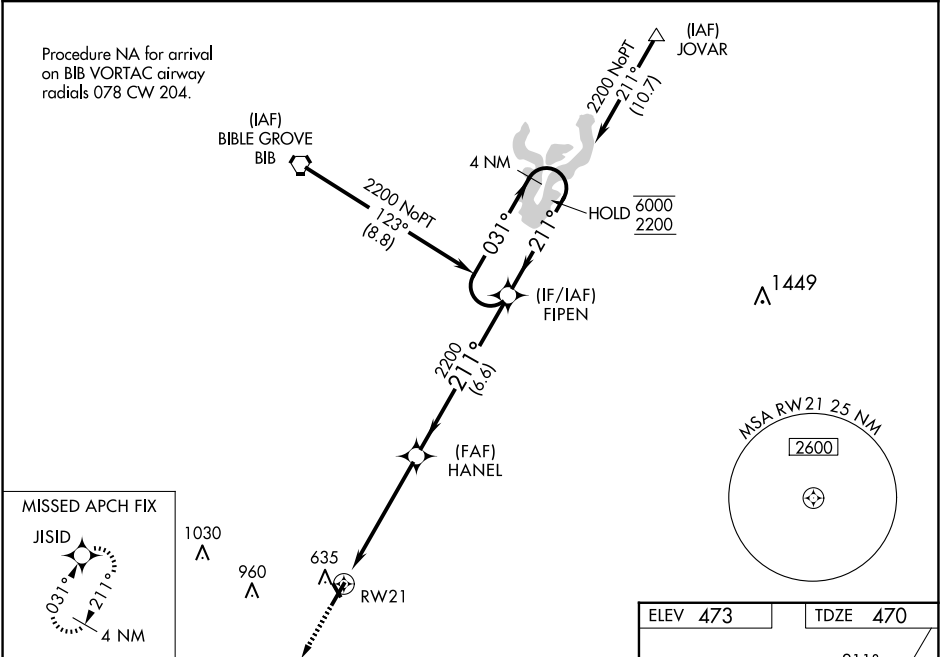 Procedure NA for arrival
on BIB VORTAC airway
radials 078 CW 204.
(IAF)
JOVAR
2200 NoPT
211°
(10.7)
(IAF)
BIBLE GROVE
BIB
2200 NoPT
123°
(8.8)
4 NM
031°
211°
HOLD
6000
2200
(IF/IAF)
FIPEN
1449
2200
211°
(6.6)
(FAF)
HANEL
MSA RW21 25 NM
2600
MISSED APCH FIX
JISID
031°
211°
4 NM
1030
960
635
RW21
ELEV 473
TDZE 470